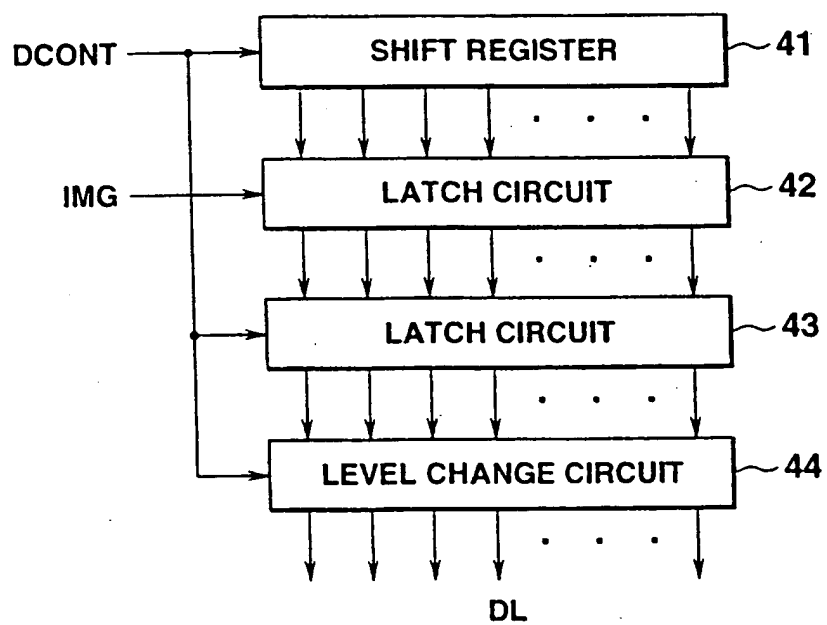 DCONT
SHIFT REGISTER
41
IMG
LATCH CIRCUIT
42
LATCH CIRCUIT
43
LEVEL CHANGE CIRCUIT
44
DL